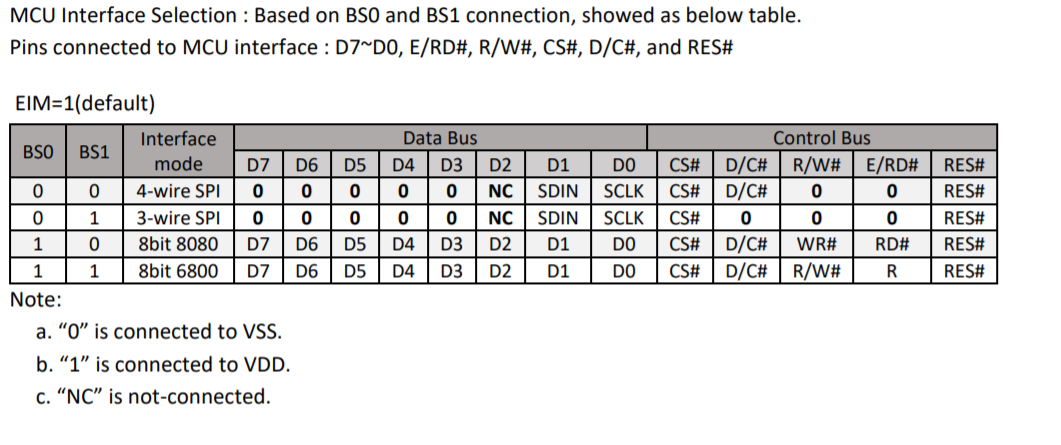 MCU Interface Selection : Based on BS0 and BS1 connection, showed as below table.
Pins connected to MCU interface : D7~D0, E/RD#, R/W#, CS#, D/C#, and RES#
EIM=1(default)
BS0 BS1 Interface mode Data Bus Control Bus
D7 D6 D5 D4 D3 D2 D1 D0 CS# D/C# R/W# E/RD# RES#
0 0 4-wire SPI 0 0 0 0 0 NC SDIN SCLK CS# D/C# 0 0 RES#
0 1 3-wire SPI 0 0 0 0 0 NC SDIN SCLK CS# 0 0 0 RES#
1 0 8bit 8080 D7 D6 D5 D4 D3 D2 D1 D0 CS# D/C# WR# RD# RES#
1 1 8bit 6800 D7 D6 D5 D4 D3 D2 D1 D0 CS# D/C# R/W# R RES#
Note:
a. “0” is connected to VSS.
b. “1” is connected to VDD.
c. “NC” is not-connected.